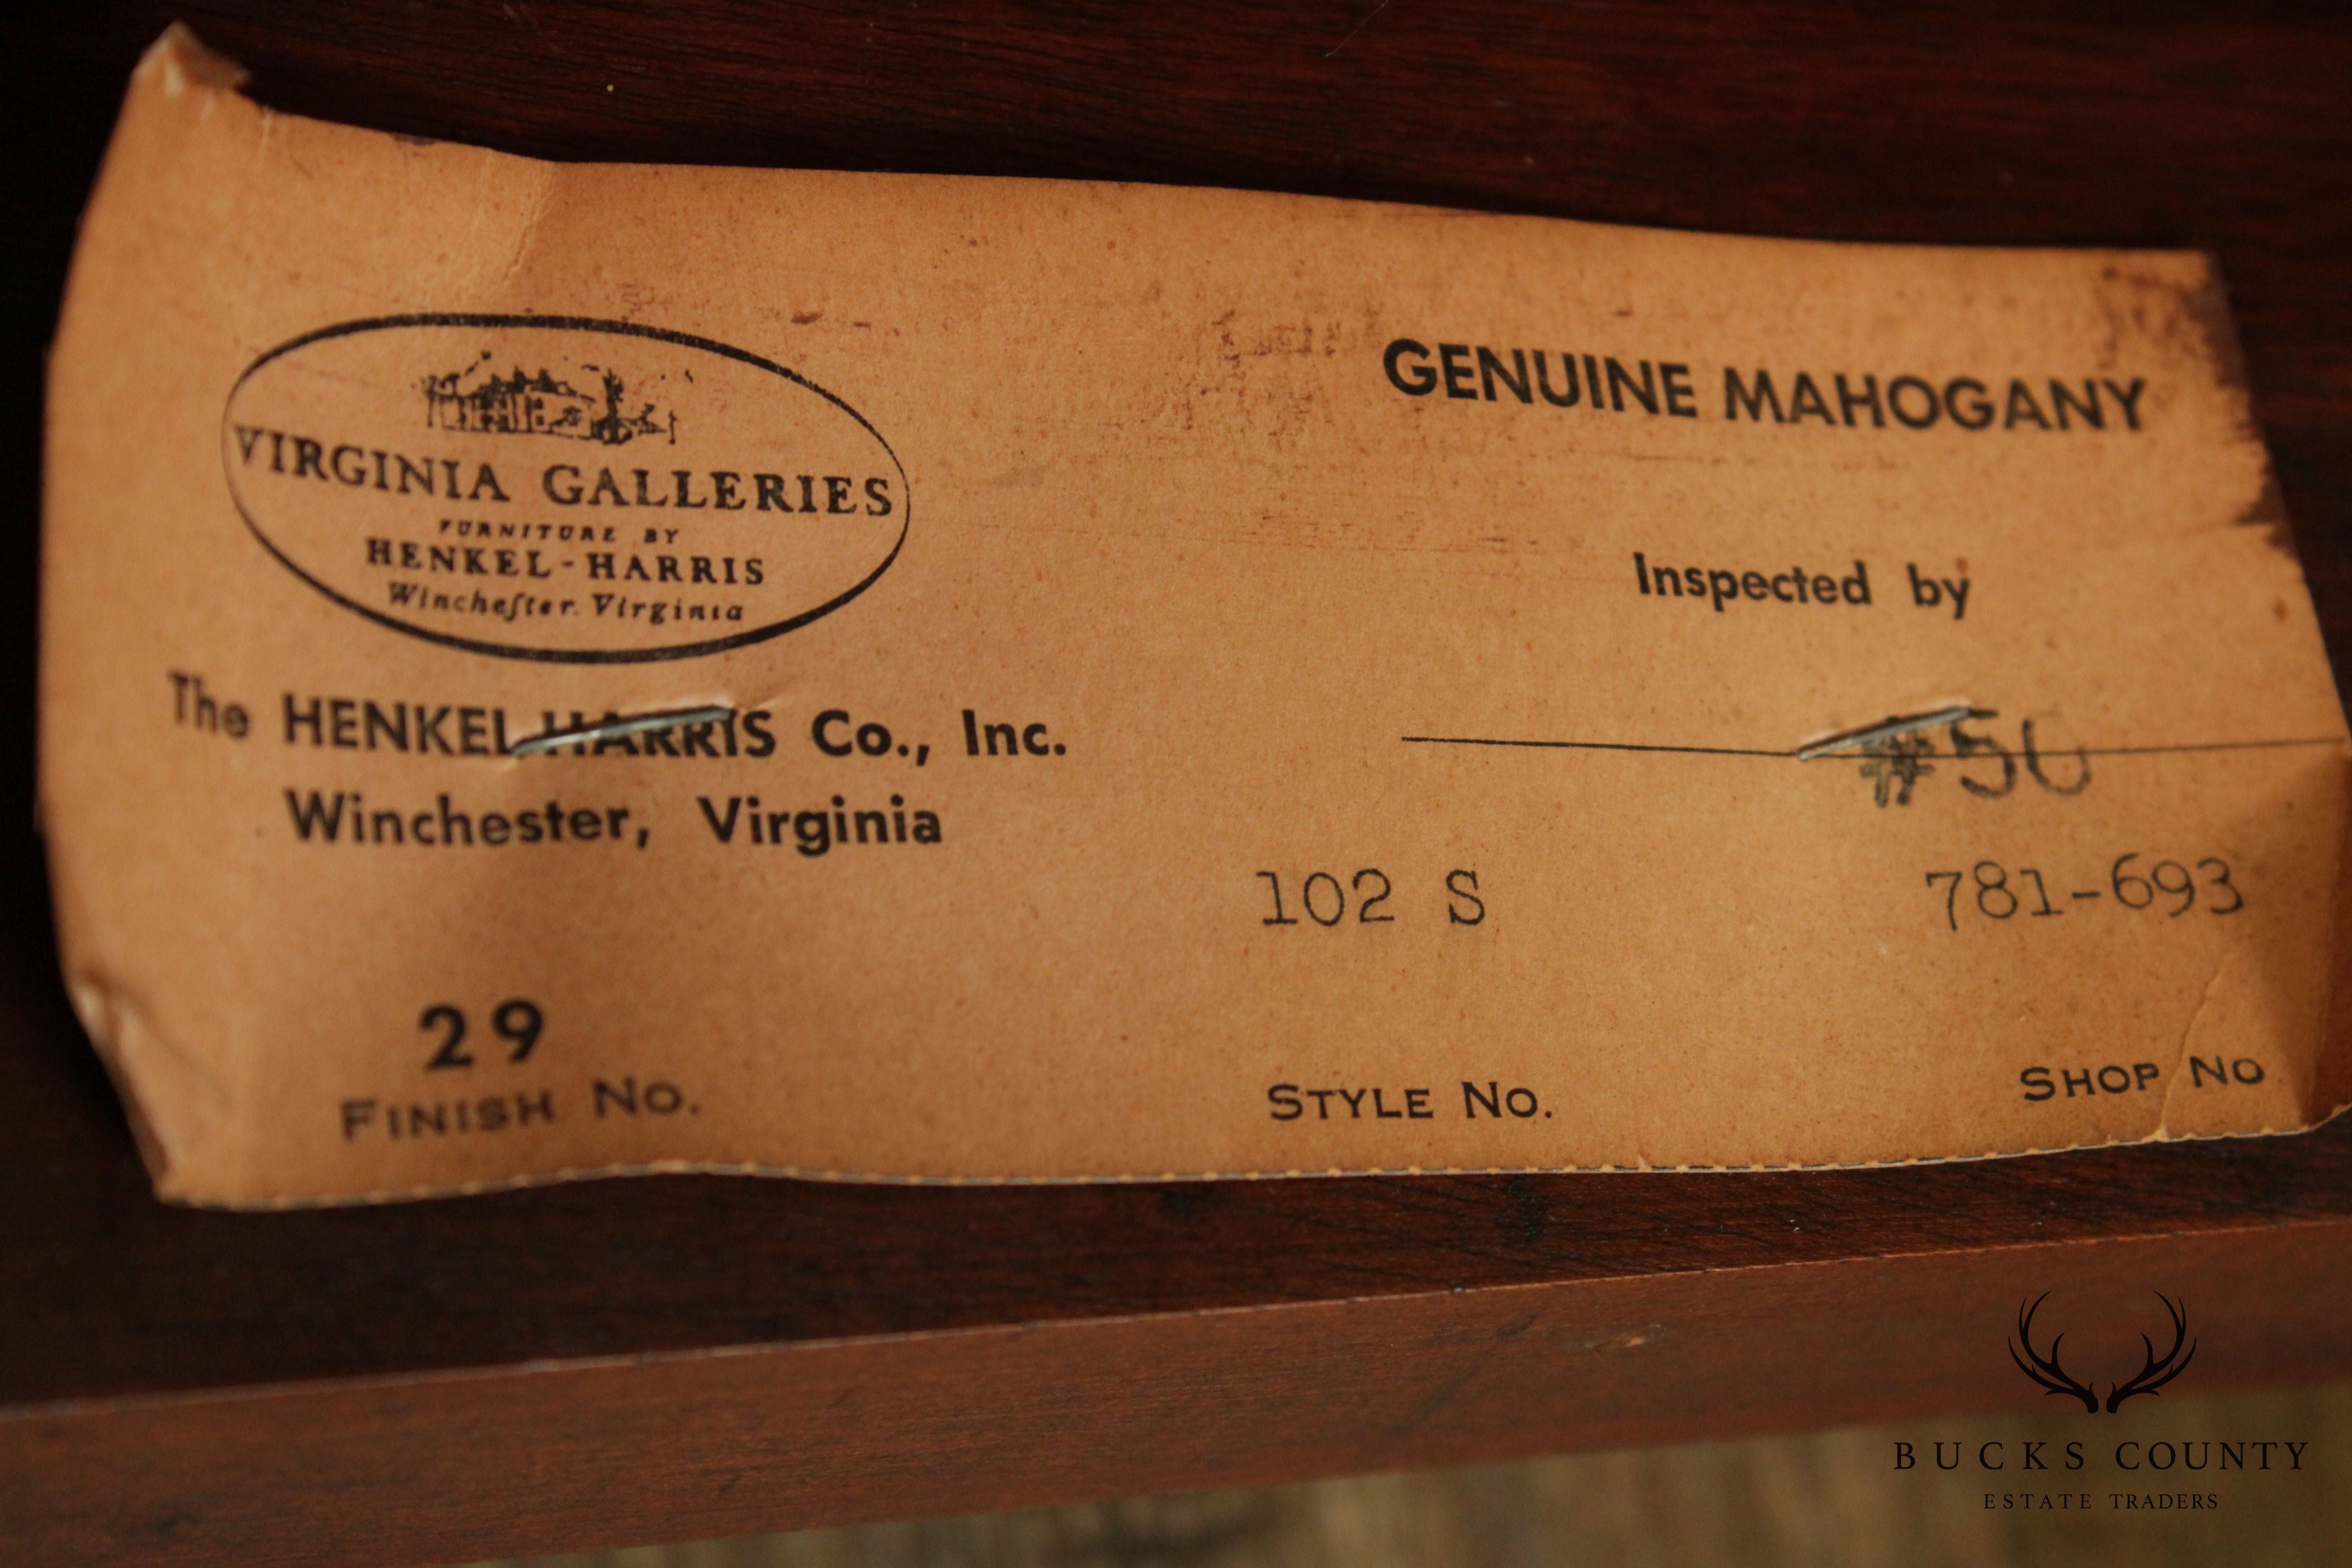 VIRGINIA GALLERIES
FURNITURE BY
HENKEL-HARRIS
Wincheſter. Virginia
The HENKEL HARRIS Co., Inc.
Winchester, Virginia
29
FINISH No.
GENUINE MAHOGANY
Inspected by
#50
102 S
STYLE No.
781-693
SHOP No
BUCKS COUNTY
ESTATE TRADERS